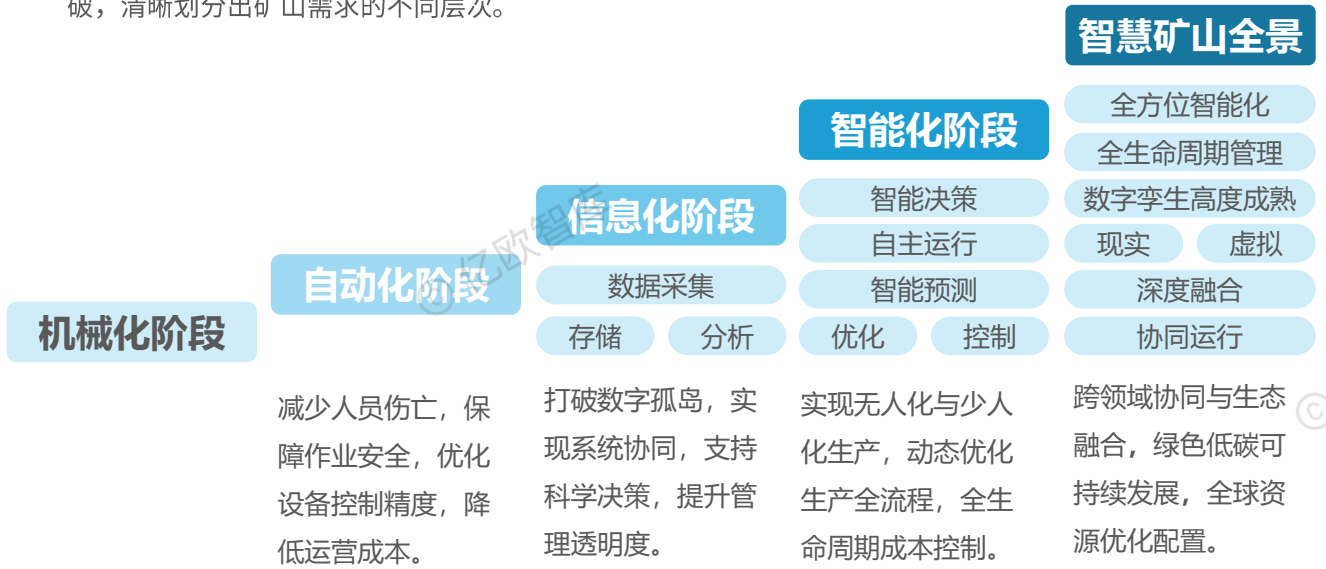 破，清晰划分出矿山需求的不同层次。
智慧矿山全景
全方位智能化
全生命周期管理
数字孪生高度成熟
现实 虚拟
深度融合
协同运行
跨领域协同与生态
融合，绿色低碳可
持续发展，全球资
源优化配置。
智能化阶段
智能决策
自主运行
智能预测
优化 控制
实现无人化与少人
化生产，动态优化
生产全流程，全生
命周期成本控制。
信息化阶段
数据采集
存储 分析
打破数字孤岛，实
现系统协同，支持
科学决策，提升管
理透明度。
自动化阶段
减少人员伤亡，保
障作业安全，优化
设备控制精度，降
低运营成本。
机械化阶段
© 亿欧智库
©